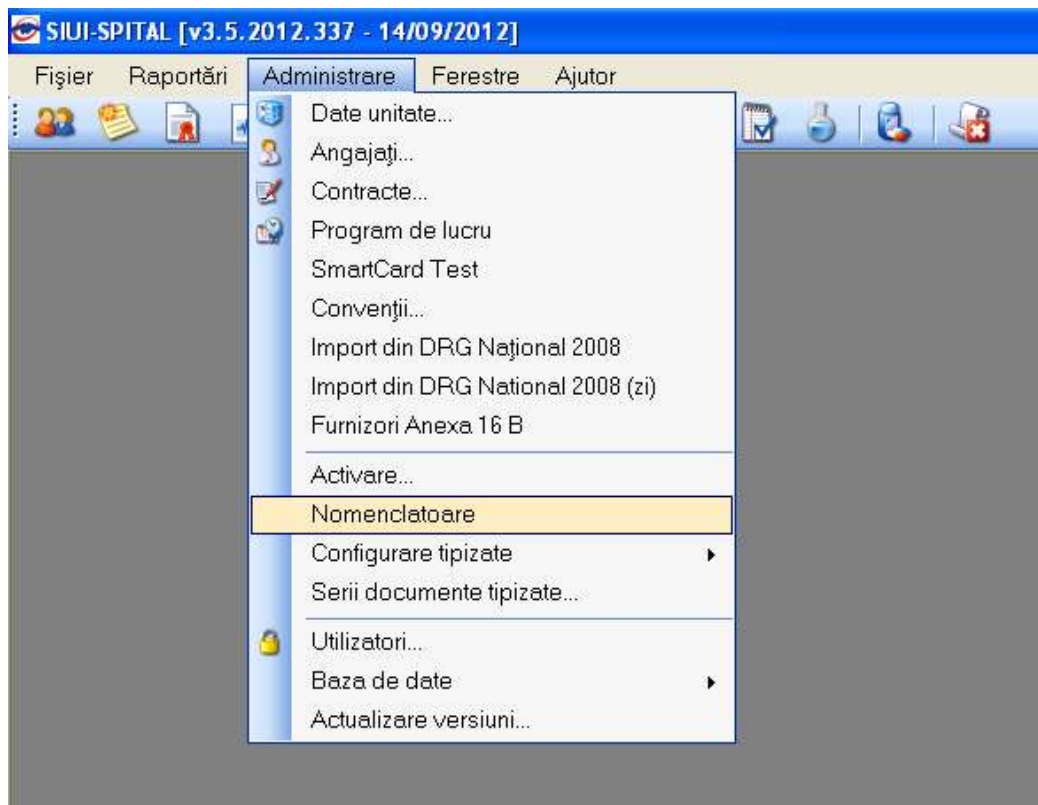 SIUI-SPITAL [v3.5.2012.337 - 14/09/2012]
Fişier Raportări Administrare Ferestre Ajutor
Date unitate...
Angajaţi...
Contracte...
Program de lucru
SmartCard Test
Convenţii...
Import din DRG Naţional 2008
Import din DRG National 2008 (zi)
Furnizori Anexa 16 B
Activare...
Nomenclatoare
Configurare tipizate
Serii documente tipizate...
Utilizatori...
Baza de date
Actualizare versiuni...